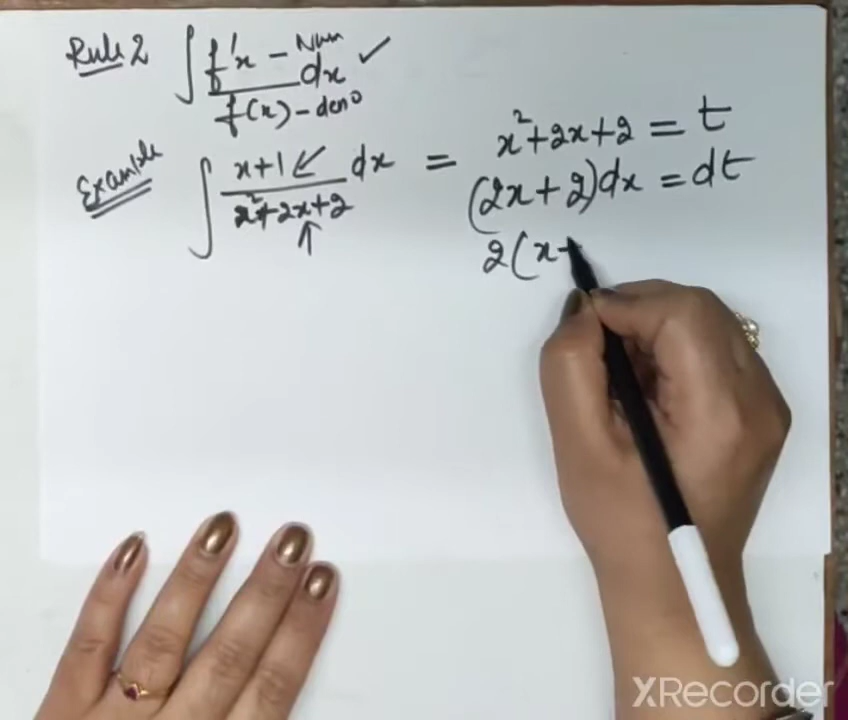 Rule 2 ∫ f'x - Num / f(x) - den° dx ✓
Example ∫ x+1 / x²+2x+2 dx = x²+2x+2 = t
(2x+2)dx = dt
2(x-
XRecorder